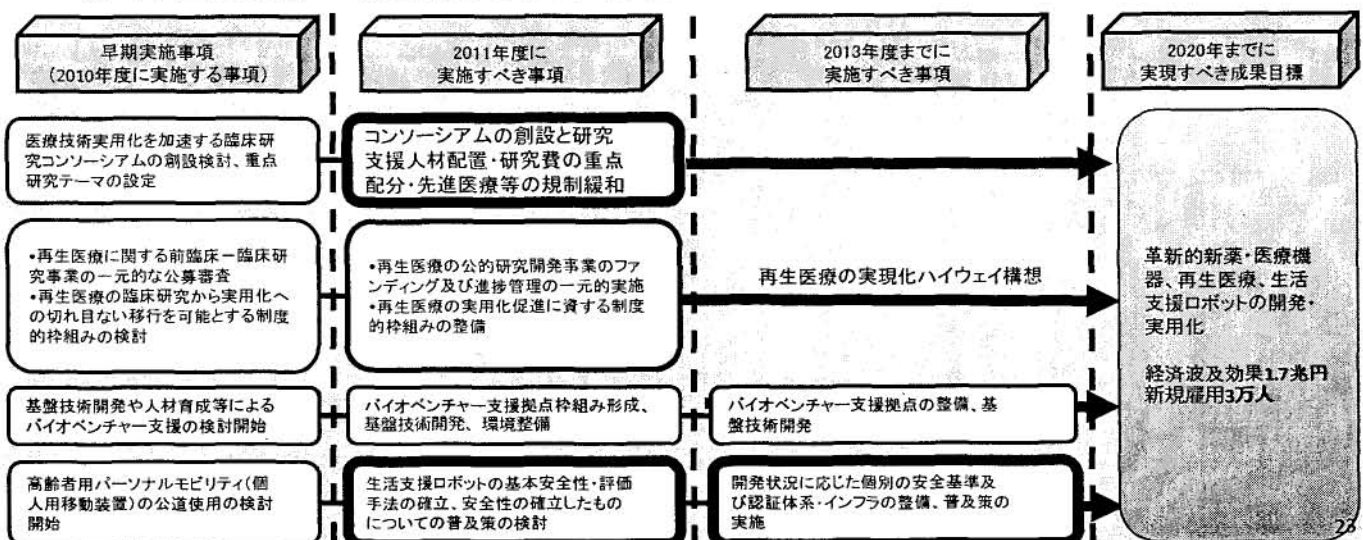 早期実施事項
(2010年度に実施する事項)
2011年度に
実施すべき事項
2013年度までに
実施すべき事項
2020年までに
実現すべき成果目標
医療技術実用化を加速する臨床研
究コンソーシアムの創設検討、重点
研究テーマの設定
コンソーシアムの創設と研究
支援人材配置・研究費の重点
配分・先進医療等の規制緩和
•再生医療に関する前臨床－臨床研
究事業の一元的な公募審査
•再生医療の臨床研究から実用化へ
の切れ目ない移行を可能とする制度
的枠組みの検討
•再生医療の公的研究開発事業のファ
ンディング及び進捗管理の一元的実施
•再生医療の実用化促進に資する制度
的枠組みの整備
再生医療の実現化ハイウェイ構想
基盤技術開発や人材育成等による
バイオベンチャー支援の検討開始
バイオベンチャー支援拠点枠組み形成、
基盤技術開発、環境整備
バイオベンチャー支援拠点の整備、基
盤技術開発
高齢者用パーソナルモビリティ(個
人用移動装置)の公道使用の検討
開始
生活支援ロボットの基本安全性・評価
手法の確立、安全性の確立したもの
についての普及策の検討
開発状況に応じた個別の安全基準及
び認証体系・インフラの整備、普及策の
実施
革新的新薬・医療機
器、再生医療、生活
支援ロボットの開発・
実用化
経済波及効果1.7兆円
新規雇用3万人
23